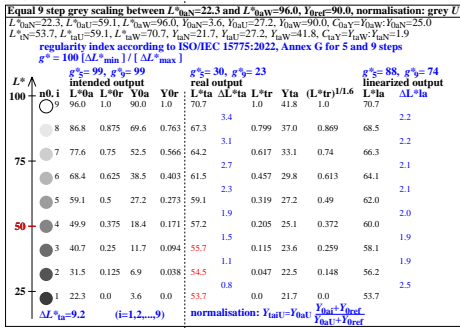 Equal 9 step grey scaling between L*0aN=22.3 and L*0aW=96.0, Y0ref=90.0, normalisation: grey U
L*0aN=22.3, L*0aU=59.1, L*0aW=96.0, Y0aN=3.6, Y0aU=27.2, Y0aW=90.0, C0aY=Y0aW:Y0aN=25.0
L*taN=53.7, L*taU=59.1, L*taW=70.7, YtaN=21.7, YtaU=27.2, YtaW=41.8, CtaY=YtaW:YtaN=1.9
regularity index according to ISO/IEC 15775:2022, Annex G for 5 and 9 steps
g* = 100 [ΔL*min ] / [ ΔL*max ]
g*5= 99, g*9= 99 g*5= 30, g*9= 23 g*5= 88, g*9= 74
intended output real output linearized output
L* n0. i L*0a L*0r Y0a Y0r L*ta ΔL*ta L*tr Yta (L*tr)1/1.6 L*la ΔL*la
100 9 96.0 1.0 90.0 1.0 70.7 1.0 41.8 1.0 70.7
3.4 2.2
8 86.8 0.875 69.6 0.763 67.3 0.799 37.0 0.869 68.5
3.1 2.2
75 7 77.6 0.75 52.5 0.566 64.2 0.617 33.1 0.74 66.3
2.7 2.1
6 68.4 0.625 38.5 0.403 61.5 0.457 29.8 0.613 64.1
2.3 2.1
5 59.1 0.5 27.2 0.273 59.1 0.319 27.2 0.49 62.0
1.9 2.0
50 4 49.9 0.375 18.4 0.171 57.2 0.205 25.1 0.372 60.0
1.5 1.9
3 40.7 0.25 11.7 0.094 55.7 0.115 23.6 0.259 58.1
1.1 1.9
2 31.5 0.125 6.9 0.038 54.5 0.047 22.5 0.148 56.2
0.8 2.5
25 1 22.3 0.0 3.6 0.0 53.7 0.0 21.7 0.0 53.7
ΔL*ta=9.2 (i=1,2,...,9) normalisation: YtaiU=Y0aU (Y0ai+Y0ref)/(Y0aU+Y0ref)